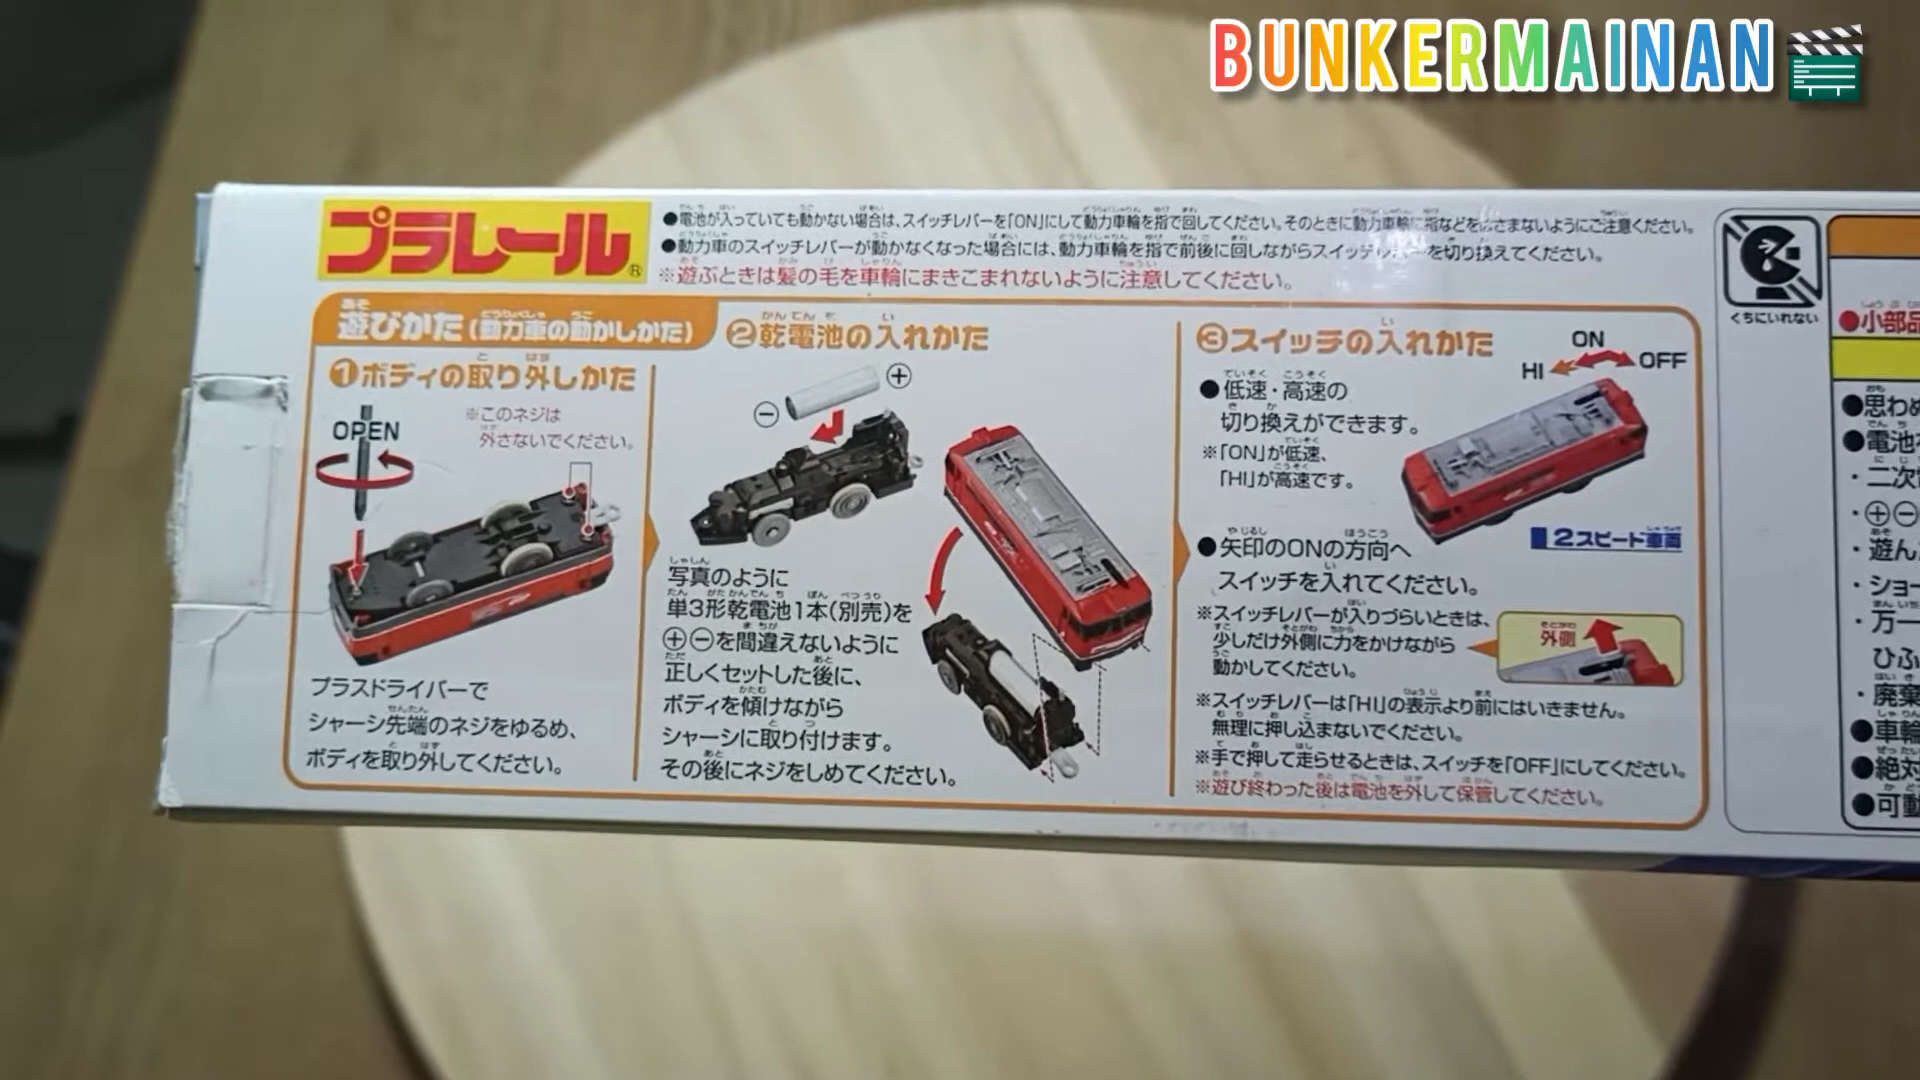 BUNKERMAINAN
プラレール®
●電池が入っていても動かない場合は、スイッチレバーを「ON」にして動力車輪を指で回してください。そのときに動力車輪に指などをはさまないようにご注意ください。
●動力車のスイッチレバーが動かなくなった場合には、動力車輪を指で前後に回しながらスイッチ を切り換えてください。
※遊ぶときは髪の毛を車輪にまきこまれないように注意してください。
遊びかた(動力車の動かしかた)
①ボディの取り外しかた
OPEN
※このネジは
外さないでください。
プラスドライバーで
シャーシ先端のネジをゆるめ、
ボディを取り外してください。
②乾電池の入れかた
⊕
⊖
写真のように
単3形乾電池1本(別売)を
⊕⊖を間違えないように
正しくセットした後に、
ボディを傾けながら
シャーシに取り付けます。
その後にネジをしめてください。
③スイッチの入れかた
●低速・高速の
切り換えができます。
※「ON」が低速、
「HI」が高速です。
HI
ON
OFF
2スピード車両
●矢印のONの方向へ
スイッチを入れてください。
※スイッチレバーが入りづらいときは、
少しだけ外側に力をかけながら
動かしてください。
外側
※スイッチレバーは「HI」の表示より前にはいきません。
無理に押し込まないでください。
※手で押して走らせるときは、スイッチを「OFF」にしてください。
※遊び終わった後は電池を外して保管してください。
くちにいれない
●小部品
●思わぬ
●電池
・二次
・⊕⊖
・遊ん
・ショー
・万一
ひふ
・廃棄
●車輪
●絶対
●可動